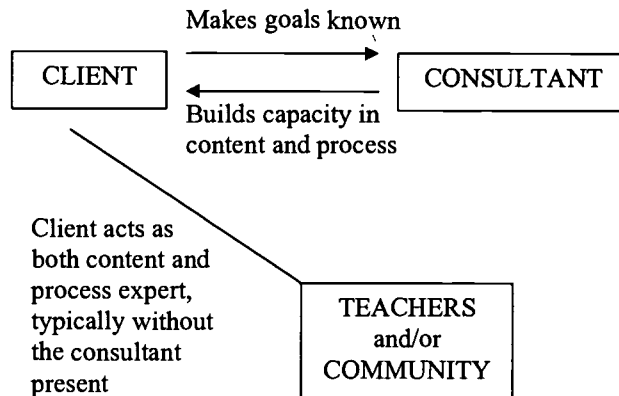 Makes goals known
CLIENT
CONSULTANT
Builds capacity in
content and process
Client acts as
both content and
process expert,
typically without
the consultant
present
TEACHERS
and/or
COMMUNITY